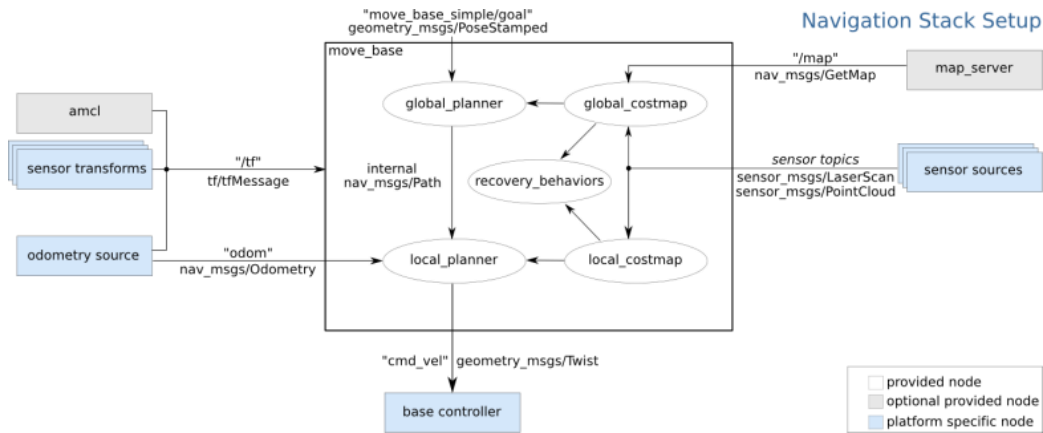 Navigation Stack Setup
"move_base_simple/goal"
geometry_msgs/PoseStamped
move_base
"/map"
nav_msgs/GetMap
map_server
global_planner
global_costmap
amcl
sensor transforms
"/tf"
tf/tfMessage
internal
nav_msgs/Path
recovery_behaviors
sensor topics
sensor_msgs/LaserScan
sensor_msgs/PointCloud
sensor sources
odometry source
"odom"
nav_msgs/Odometry
local_planner
local_costmap
"cmd_vel" geometry_msgs/Twist
base controller
provided node
optional provided node
platform specific node